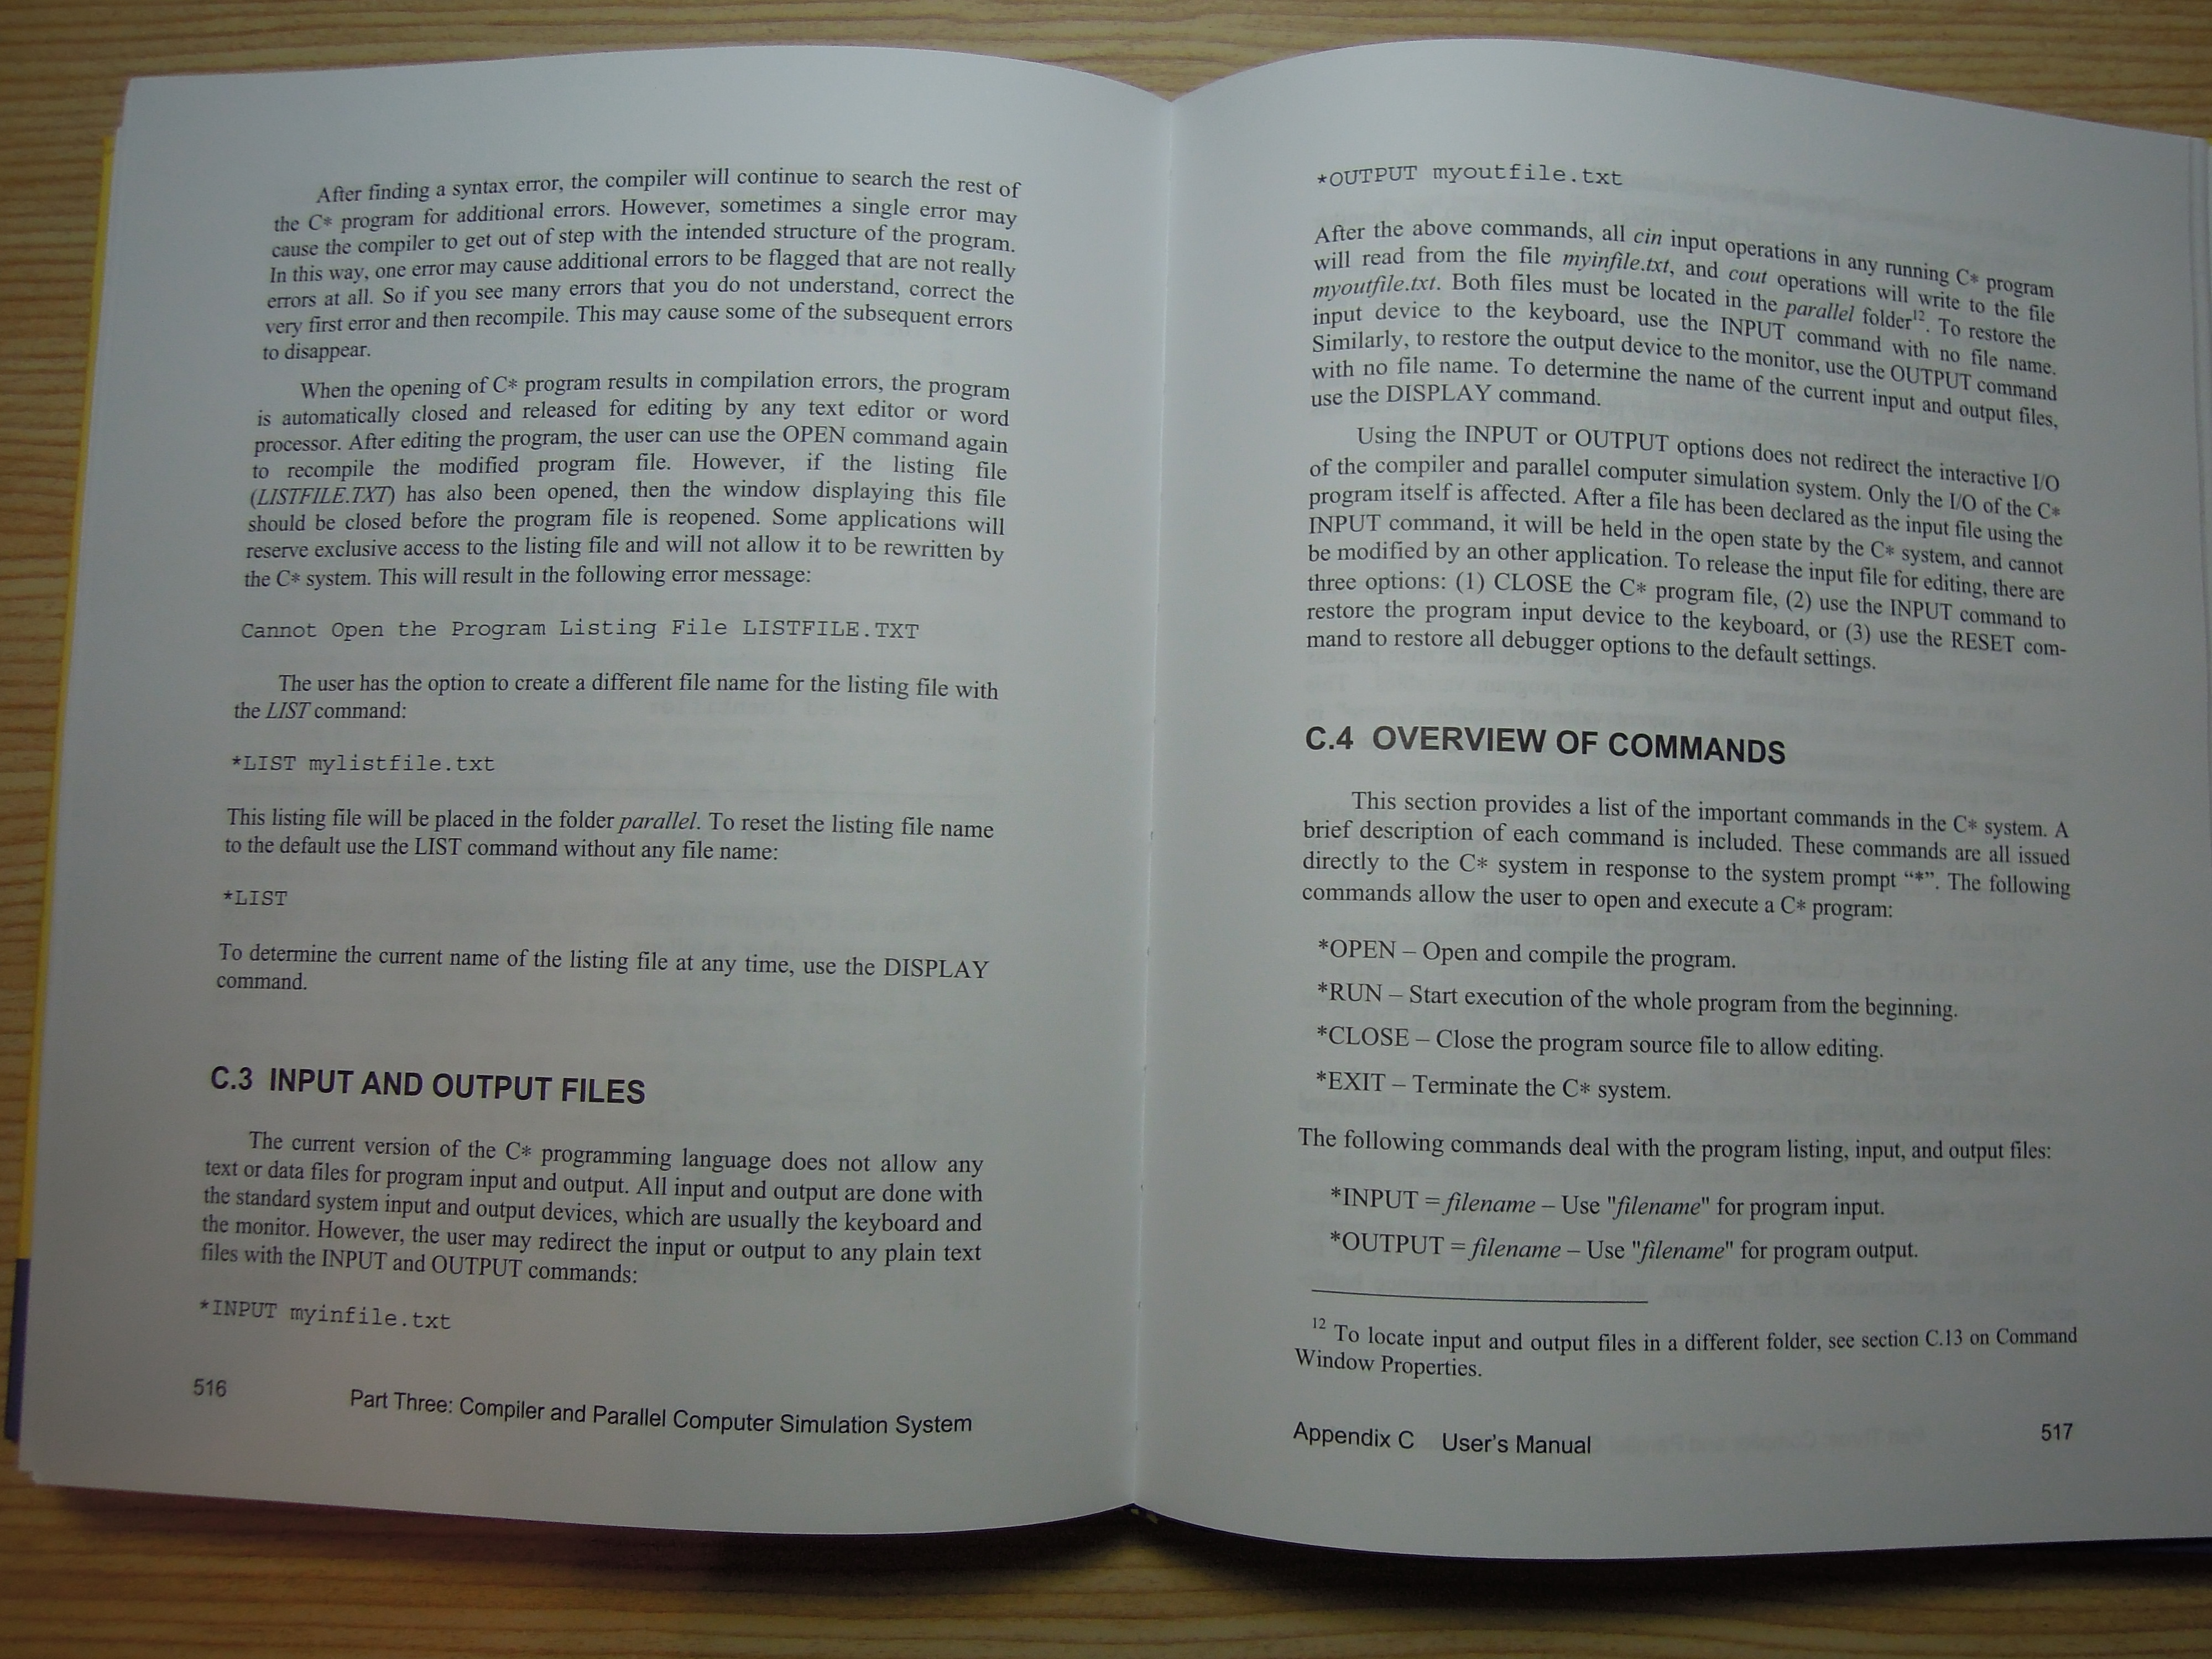 After finding a syntax error, the compiler will continue to search the rest of
the C* program for additional errors. However, sometimes a single error may
cause the compiler to get out of step with the intended structure of the program.
In this way, one error may cause additional errors to be flagged that are not really
errors at all. So if you see many errors that you do not understand, correct the
very first error and then recompile. This may cause some of the subsequent errors
to disappear.
When the opening of C* program results in compilation errors, the program
is automatically closed and released for editing by any text editor or word
processor. After editing the program, the user can use the OPEN command again
to recompile the modified program file. However, if the listing file
(LISTFILE.TXT) has also been opened, then the window displaying this file
should be closed before the program file is reopened. Some applications will
reserve exclusive access to the listing file and will not allow it to be rewritten by
the C* system. This will result in the following error message:
Cannot Open the Program Listing File LISTFILE.TXT
The user has the option to create a different file name for the listing file with
the LIST command:
*LIST mylistfile.txt
This listing file will be placed in the folder parallel. To reset the listing file name
to the default use the LIST command without any file name:
*LIST
To determine the current name of the listing file at any time, use the DISPLAY
command.
C.3 INPUT AND OUTPUT FILES
The current version of the C* programming language does not allow any
text or data files for program input and output. All input and output are done with
the standard system input and output devices, which are usually the keyboard and
the monitor. However, the user may redirect the input or output to any plain text
files with the INPUT and OUTPUT commands:
*INPUT myinfile.txt
516 Part Three: Compiler and Parallel Computer Simulation System
*OUTPUT myoutfile.txt
After the above commands, all cin input operations in any running C* program
will read from the file myinfile.txt, and cout operations will write to the file
myoutfile.txt. Both files must be located in the parallel folder12. To restore the
input device to the keyboard, use the INPUT command with no file name.
Similarly, to restore the output device to the monitor, use the OUTPUT command
with no file name. To determine the name of the current input and output files,
use the DISPLAY command.
Using the INPUT or OUTPUT options does not redirect the interactive I/O
of the compiler and parallel computer simulation system. Only the I/O of the C*
program itself is affected. After a file has been declared as the input file using the
INPUT command, it will be held in the open state by the C* system, and cannot
be modified by an other application. To release the input file for editing, there are
three options: (1) CLOSE the C* program file, (2) use the INPUT command to
restore the program input device to the keyboard, or (3) use the RESET com-
mand to restore all debugger options to the default settings.
C.4 OVERVIEW OF COMMANDS
This section provides a list of the important commands in the C* system. A
brief description of each command is included. These commands are all issued
directly to the C* system in response to the system prompt “*”. The following
commands allow the user to open and execute a C* program:
*OPEN – Open and compile the program.
*RUN – Start execution of the whole program from the beginning.
*CLOSE – Close the program source file to allow editing.
*EXIT – Terminate the C* system.
The following commands deal with the program listing, input, and output files:
*INPUT = filename – Use "filename" for program input.
*OUTPUT = filename – Use "filename" for program output.
12 To locate input and output files in a different folder, see section C.13 on Command
Window Properties.
Appendix C User’s Manual 517